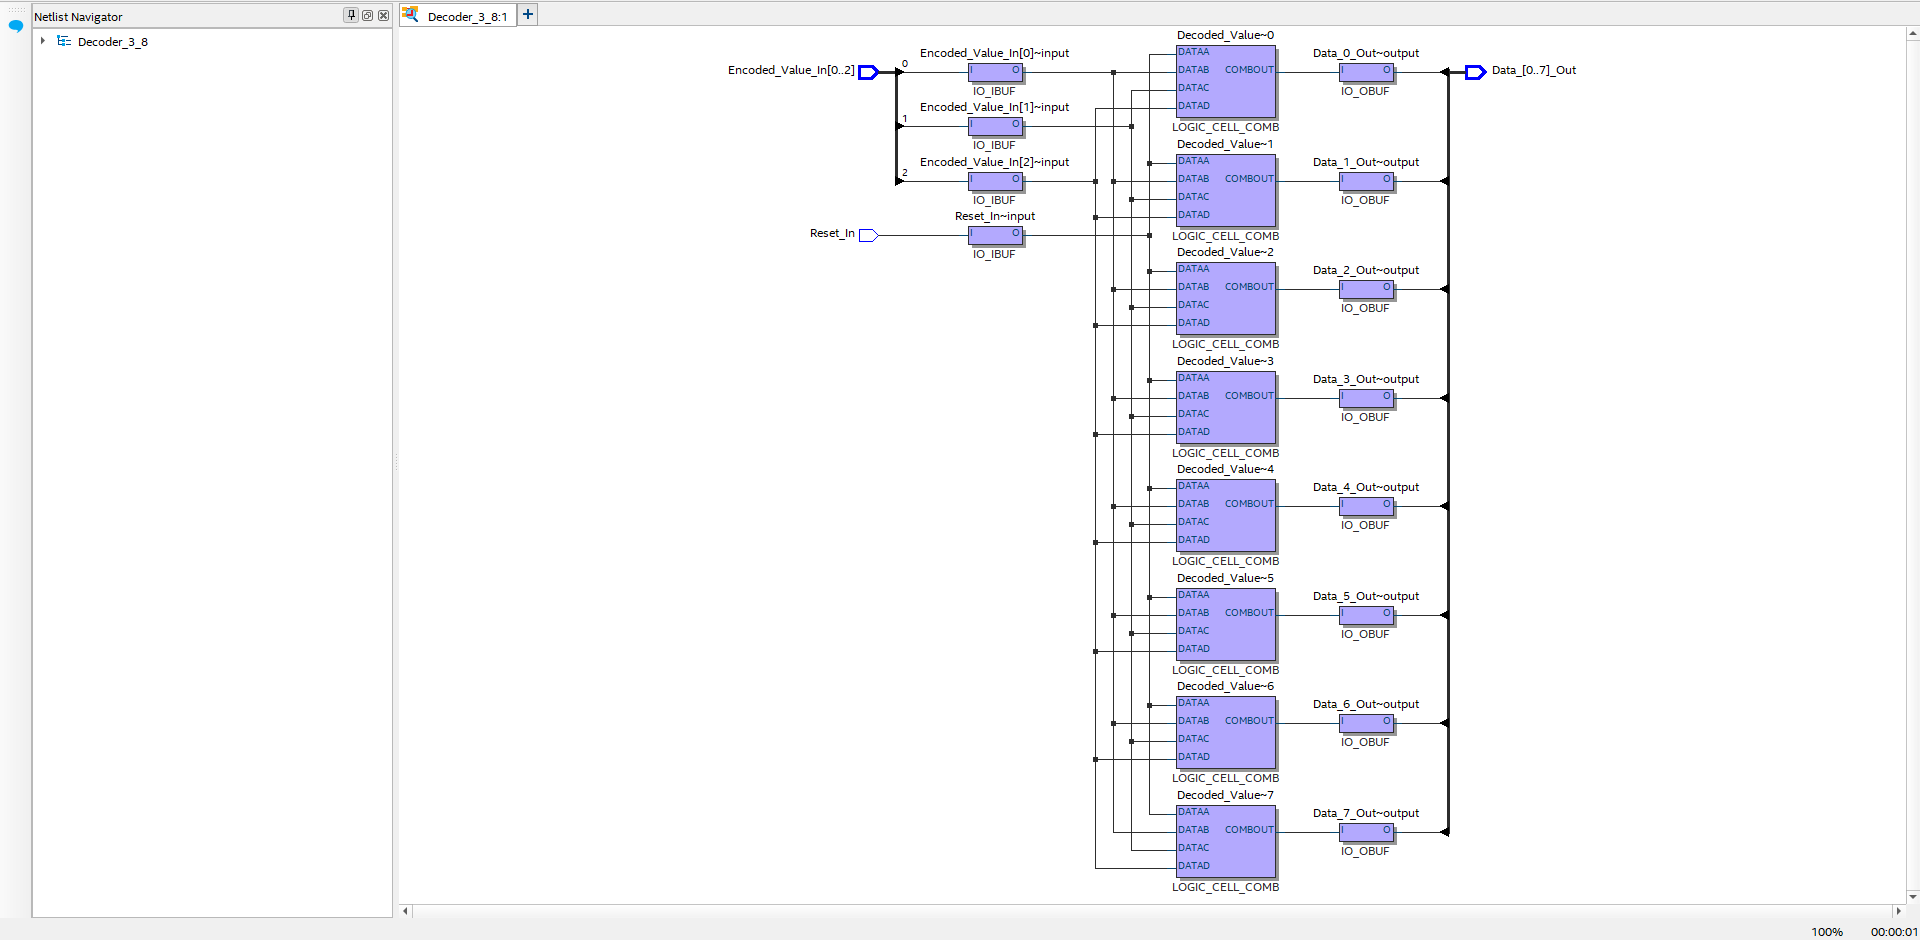 Netlist Navigator
Decoder_3_8
Decoder_3_8:1
Encoded_Value_In[0..2]
0
1
2
Encoded_Value_In[0]~input
I O
IO_IBUF
Encoded_Value_In[1]~input
I O
IO_IBUF
Encoded_Value_In[2]~input
I O
IO_IBUF
Reset_In
Reset_In~input
I O
IO_IBUF
Decoded_Value~0
DATAA
DATAB COMBOUT
DATAC
DATAD
LOGIC_CELL_COMB
Decoded_Value~1
DATAA
DATAB COMBOUT
DATAC
DATAD
LOGIC_CELL_COMB
Decoded_Value~2
DATAA
DATAB COMBOUT
DATAC
DATAD
LOGIC_CELL_COMB
Decoded_Value~3
DATAA
DATAB COMBOUT
DATAC
DATAD
LOGIC_CELL_COMB
Decoded_Value~4
DATAA
DATAB COMBOUT
DATAC
DATAD
LOGIC_CELL_COMB
Decoded_Value~5
DATAA
DATAB COMBOUT
DATAC
DATAD
LOGIC_CELL_COMB
Decoded_Value~6
DATAA
DATAB COMBOUT
DATAC
DATAD
LOGIC_CELL_COMB
Decoded_Value~7
DATAA
DATAB COMBOUT
DATAC
DATAD
LOGIC_CELL_COMB
Data_0_Out~output
I O
IO_OBUF
Data_1_Out~output
I O
IO_OBUF
Data_2_Out~output
I O
IO_OBUF
Data_3_Out~output
I O
IO_OBUF
Data_4_Out~output
I O
IO_OBUF
Data_5_Out~output
I O
IO_OBUF
Data_6_Out~output
I O
IO_OBUF
Data_7_Out~output
I O
IO_OBUF
Data_[0..7]_Out
100% 00:00:01